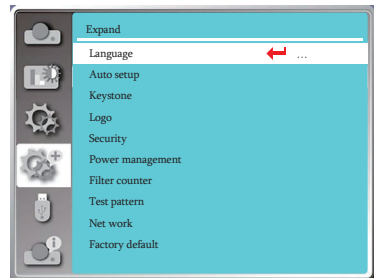 Expand
Language ...
Auto setup
Keystone
Logo
Security
Power management
Filter counter
Test pattern
Net work
Factory default